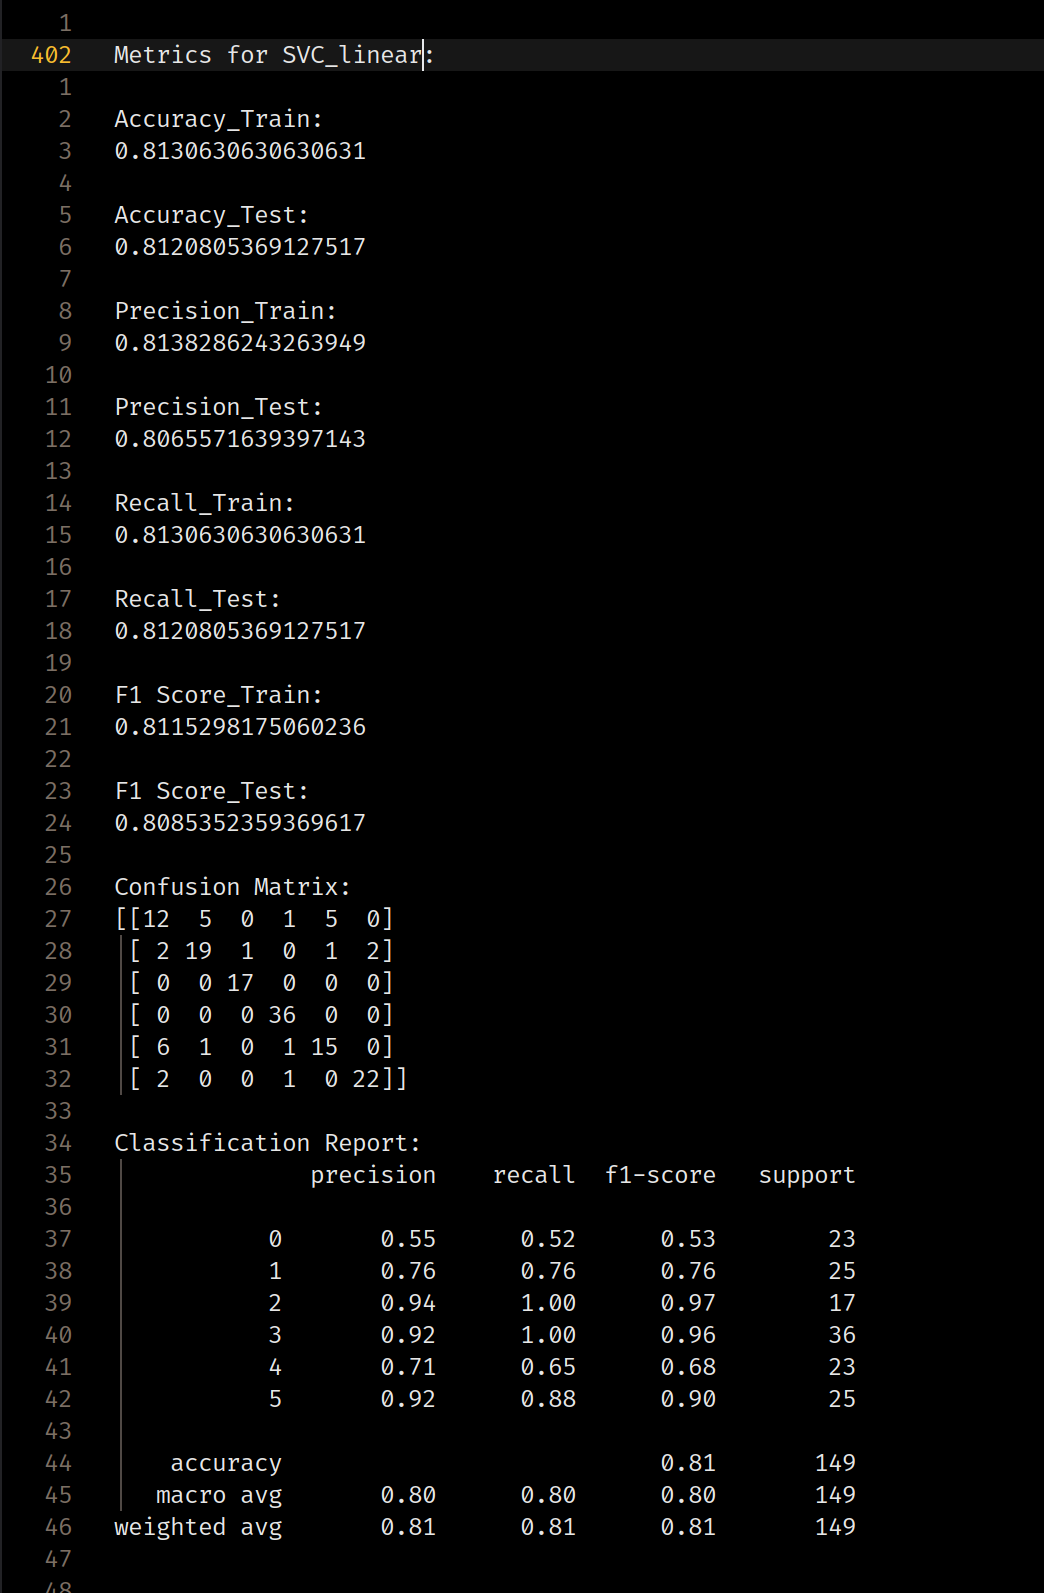 1
402 Metrics for SVC_linear:
1
2 Accuracy_Train:
3 0.8130630630630631
4
5 Accuracy_Test:
6 0.8120805369127517
7
8 Precision_Train:
9 0.8138286243263949
10
11 Precision_Test:
12 0.8065571639397143
13
14 Recall_Train:
15 0.8130630630630631
16
17 Recall_Test:
18 0.8120805369127517
19
20 F1 Score_Train:
21 0.8115298175060236
22
23 F1 Score_Test:
24 0.8085352359369617
25
26 Confusion Matrix:
27 [[12  5  0  1  5  0]
28  [ 2 19  1  0  1  2]
29  [ 0  0 17  0  0  0]
30  [ 0  0  0 36  0  0]
31  [ 6  1  0  1 15  0]
32  [ 2  0  0  1  0 22]]
33
34 Classification Report:
35               precision    recall  f1-score   support
36
37            0       0.55      0.52      0.53        23
38            1       0.76      0.76      0.76        25
39            2       0.94      1.00      0.97        17
40            3       0.92      1.00      0.96        36
41            4       0.71      0.65      0.68        23
42            5       0.92      0.88      0.90        25
43
44     accuracy                           0.81       149
45    macro avg       0.80      0.80      0.80       149
46 weighted avg       0.81      0.81      0.81       149
47
48